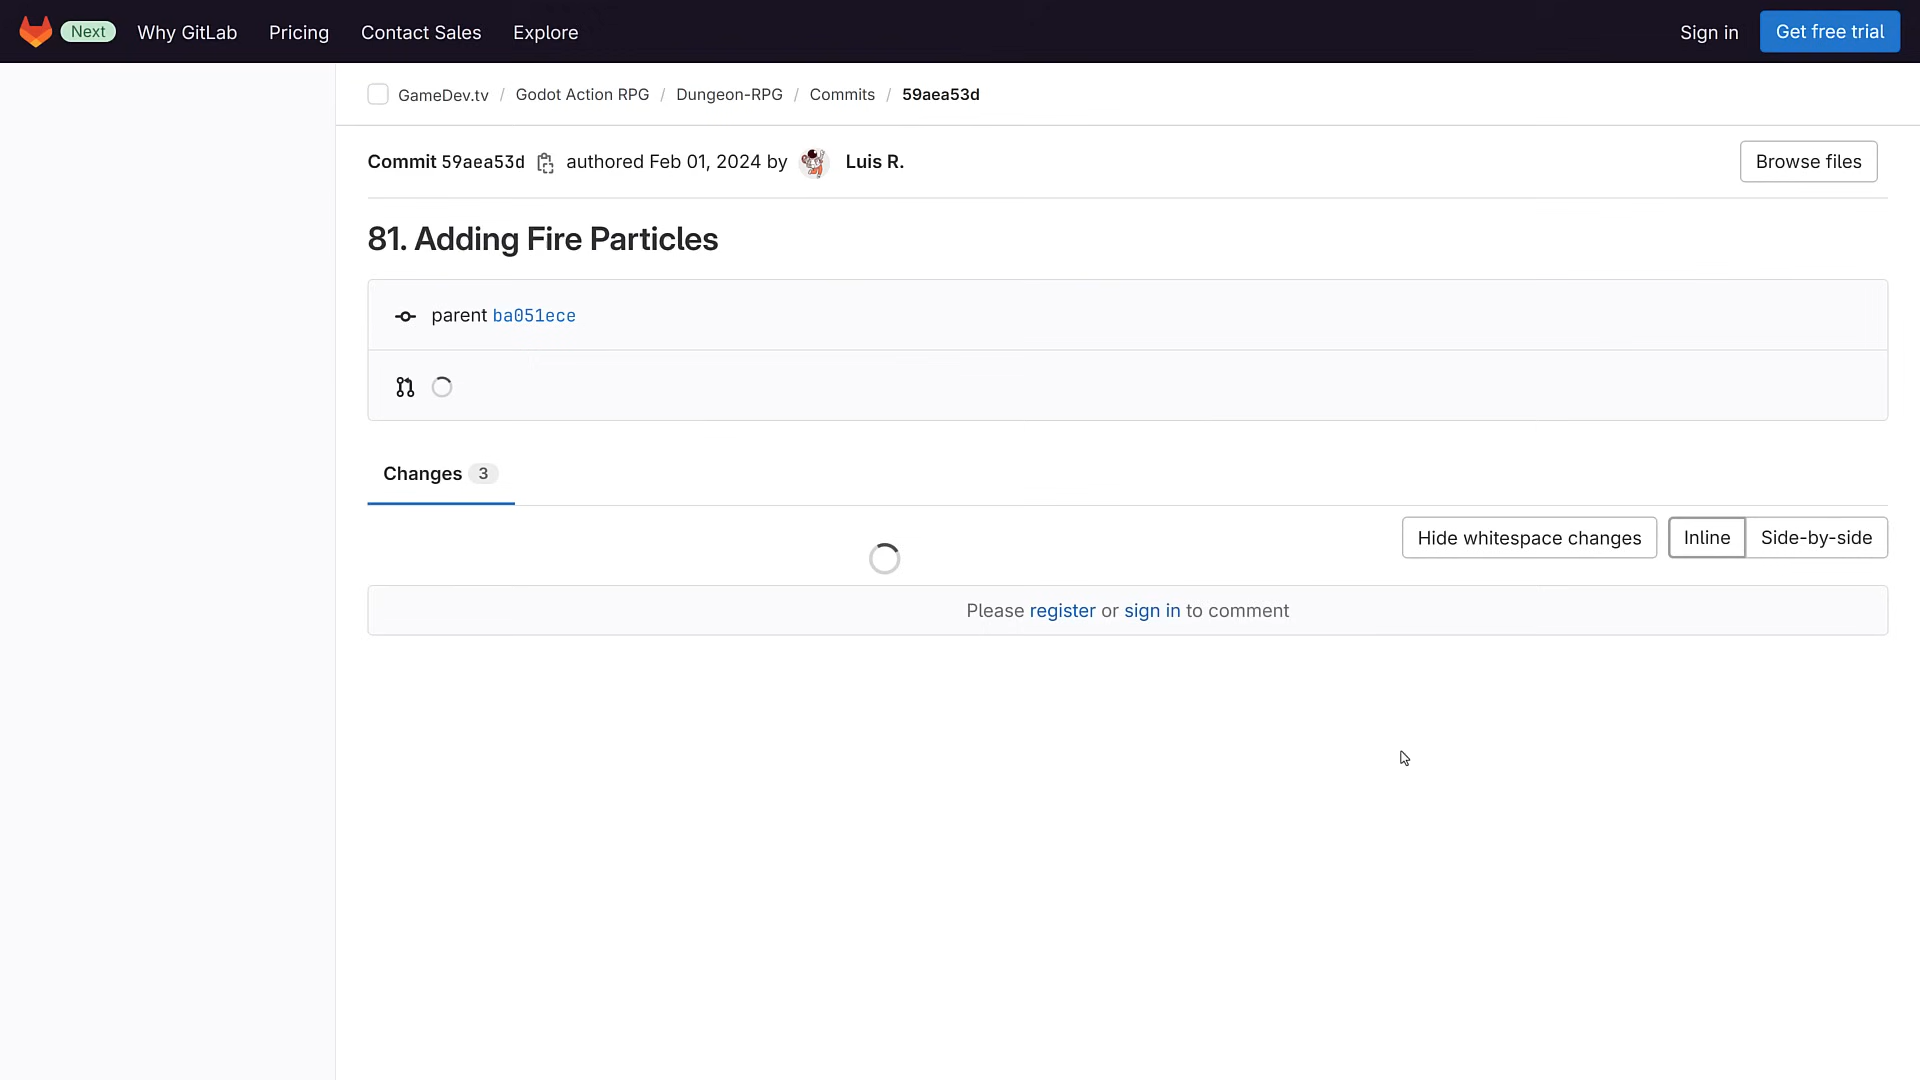 Next Why GitLab Pricing Contact Sales Explore Sign in Get free trial
GameDev.tv / Godot Action RPG / Dungeon-RPG / Commits / 59aea53d
Commit 59aea53d authored Feb 01, 2024 by Luis R. Browse files
81. Adding Fire Particles
parent ba051ece
Changes 3
Hide whitespace changes Inline Side-by-side
Please register or sign in to comment